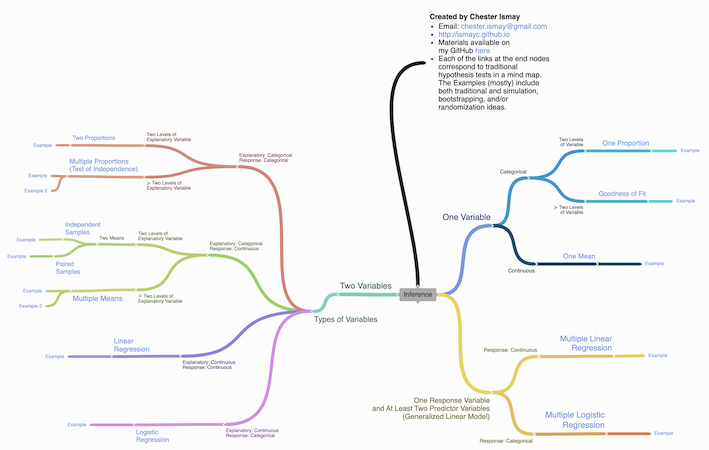 Created by Chester Ismay
• Email: chester.ismay@gmail.com
• http://ismayc.github.io
• Materials available on
my GitHub here
• Each of the links at the end nodes
correspond to traditional
hypothesis tests in a mind map.
The Examples (mostly) include
both traditional and simulation,
bootstrapping, and/or
randomization ideas.
Inference
Two Variables
Types of Variables
Explanatory: Categorical
Response: Categorical
Two Levels of
Explanatory Variable
Two Proportions
Example
> Two Levels of
Explanatory Variable
Multiple Proportions
(Test of Independence)
Example
Example 2
Explanatory: Categorical
Response: Continuous
Two Levels of
Explanatory Variable
Two Means
Independent
Samples
Example
Paired
Samples
Example
> Two Levels of
Explanatory Variable
Multiple Means
Example
Example 2
Explanatory: Continuous
Response: Continuous
Linear
Regression
Example
Explanatory: Continuous
Response: Categorical
Logistic
Regression
Example
One Variable
Categorical
Two Levels
of Variable
One Proportion
Example
> Two Levels
of Variable
Goodness of Fit
Example
Continuous
One Mean
Example
One Response Variable
and At Least Two Predictor Variables
(Generalized Linear Model)
Response: Continuous
Multiple Linear
Regression
Example
Response: Categorical
Multiple Logistic
Regression
Example